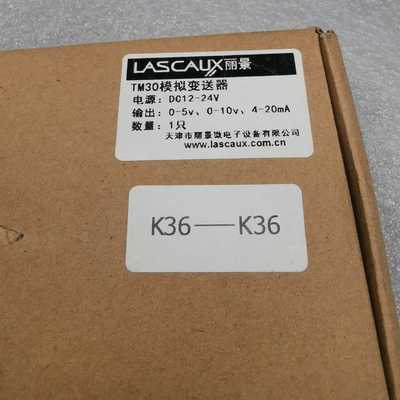 LASCAUX丽景
TM30模拟变送器
电源: DC12-24V
输出: 0-5v、0-10v、4-20mA
数量: 1只
天津市丽景微电子设备有限公司
www.lascaux.com.cn
K36——K36